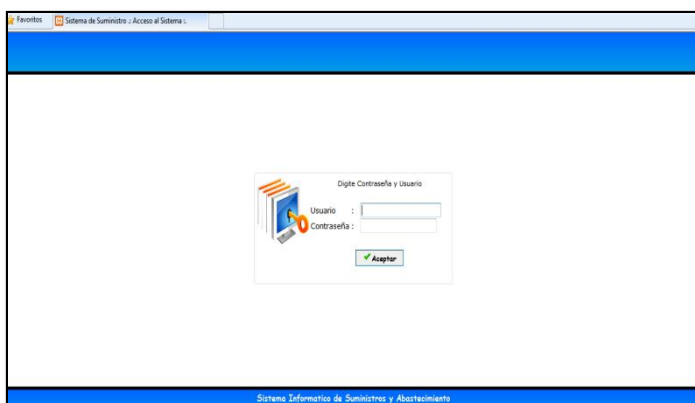 Favoritos Sistema de Suministro .: Acceso al Sistema :.
Digite Contraseña y Usuario
Usuario :
Contraseña :
Aceptar
Sistema Informatico de Suministros y Abastecimiento